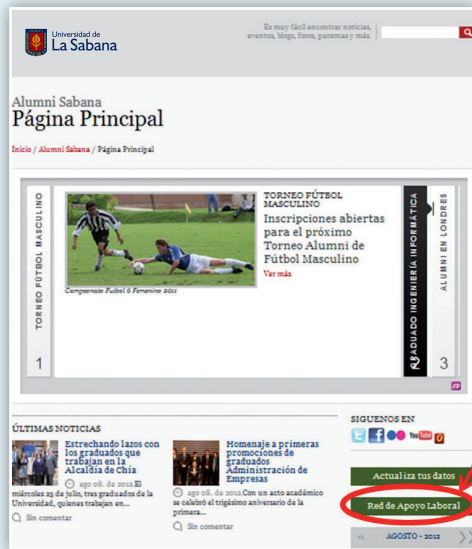 Universidad de
La Sabana
Es muy fácil encontrar noticias,
eventos, blogs, foros, personas y más.
Alumni Sabana
Página Principal
Inicio / Alumni Sabana / Página Principal
TORNEO FÚTBOL MASCULINO
1
Campeonato Futbol 6 Femenino 2011
TORNEO FÚTBOL
MASCULINO
Inscripciones abiertas
para el próximo
Torneo Alumni de
Fútbol Masculino
Ver más
GRADUADO INGENIERÍA INFORMÁTICA
ALUMNI EN LONDRES
3
ÚLTIMAS NOTICIAS
Estrechando lazos con
los graduados que
trabajan en la
Alcaldía de Chía
ago 08. de 2012.El
miércoles 25 de julio, tres graduados de la
Universidad, quienes trabajan en...
Sin comentar
Homenaje a primeras
promociones de
graduados
Administración de
Empresas
ago 08. de 2012.Con un acto académico
se celebró el trigésimo aniversario de la
primera...
Sin comentar
SIGUENOS EN
You Tube
Actualiza tus datos
Red de Apoyo Laboral
« AGOSTO - 2012